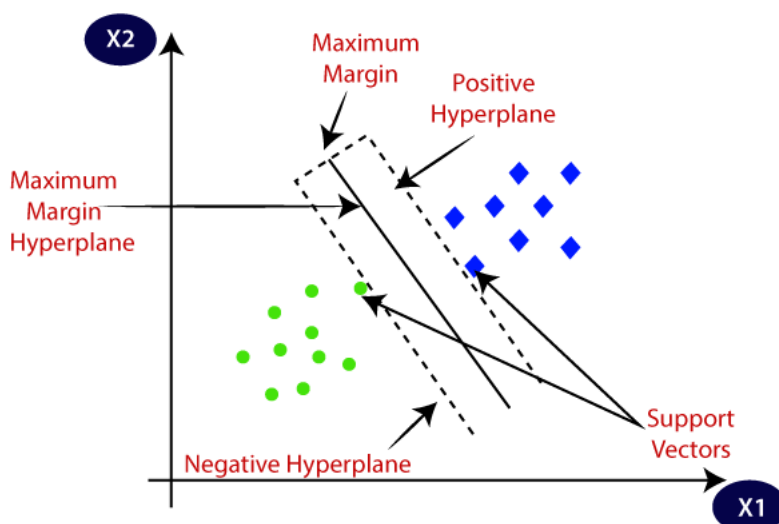 X2
Maximum
Margin
Positive
Hyperplane
Maximum
Margin
Hyperplane
Support
Vectors
Negative Hyperplane
X1